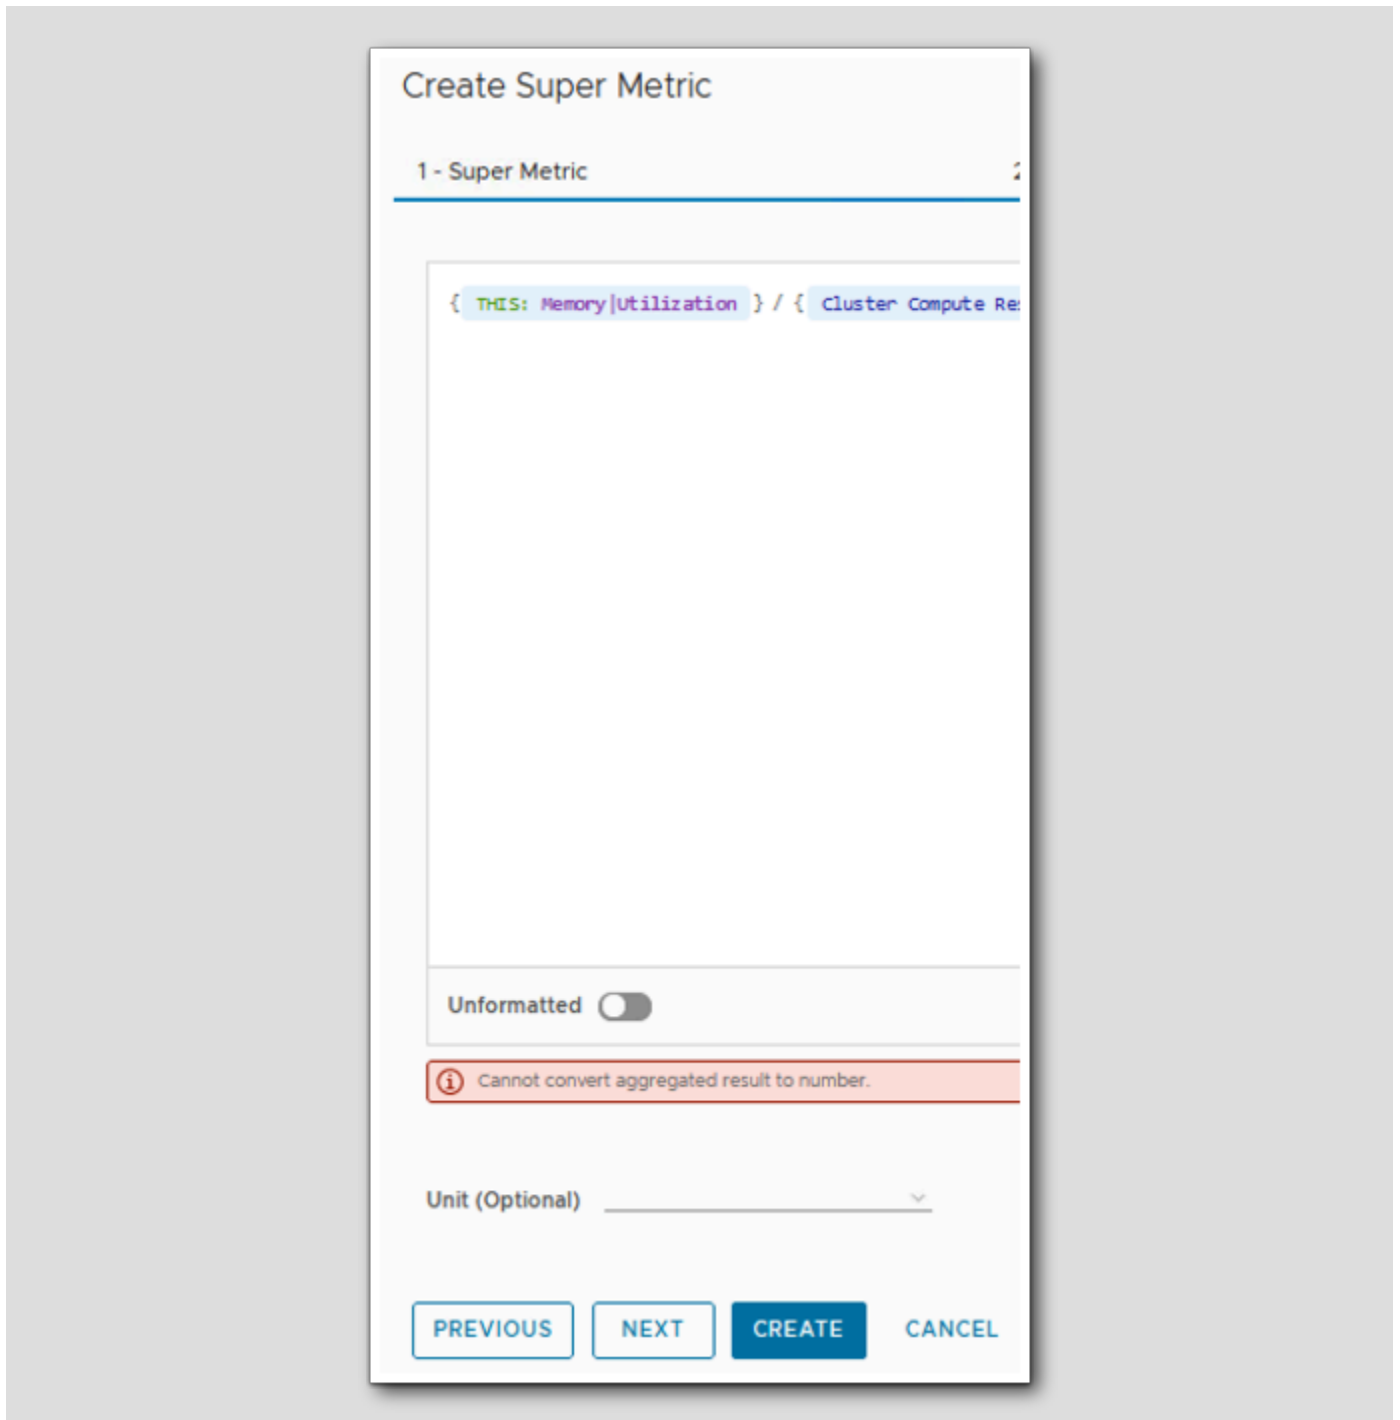 Create Super Metric
1 - Super Metric
{ THIS: Memory|Utilization } / { Cluster Compute
Unformatted
Cannot convert aggregated result to number.
Unit (Optional)
PREVIOUS NEXT CREATE CANCEL